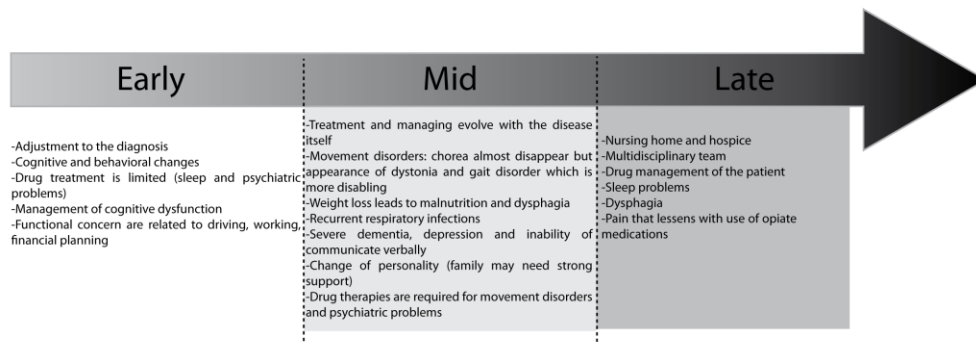 Early
Mid
Late
-Adjustment to the diagnosis
-Cognitive and behavioral changes
-Drug treatment is limited (sleep and psychiatric
problems)
-Management of cognitive dysfunction
-Functional concern are related to driving, working,
financial planning
-Treatment and managing evolve with the disease
itself
-Movement disorders: chorea almost disappear but
appearance of dystonia and gait disorder which is
more disabling
-Weight loss leads to malnutrition and dysphagia
-Recurrent respiratory infections
-Severe dementia, depression and inability of
communicate verbally
-Change of personality (family may need strong
support)
-Drug therapies are required for movement disorders
and psychiatric problems
-Nursing home and hospice
-Multidisciplinary team
-Drug management of the patient
-Sleep problems
-Dysphagia
-Pain that lessens with use of opiate
medications